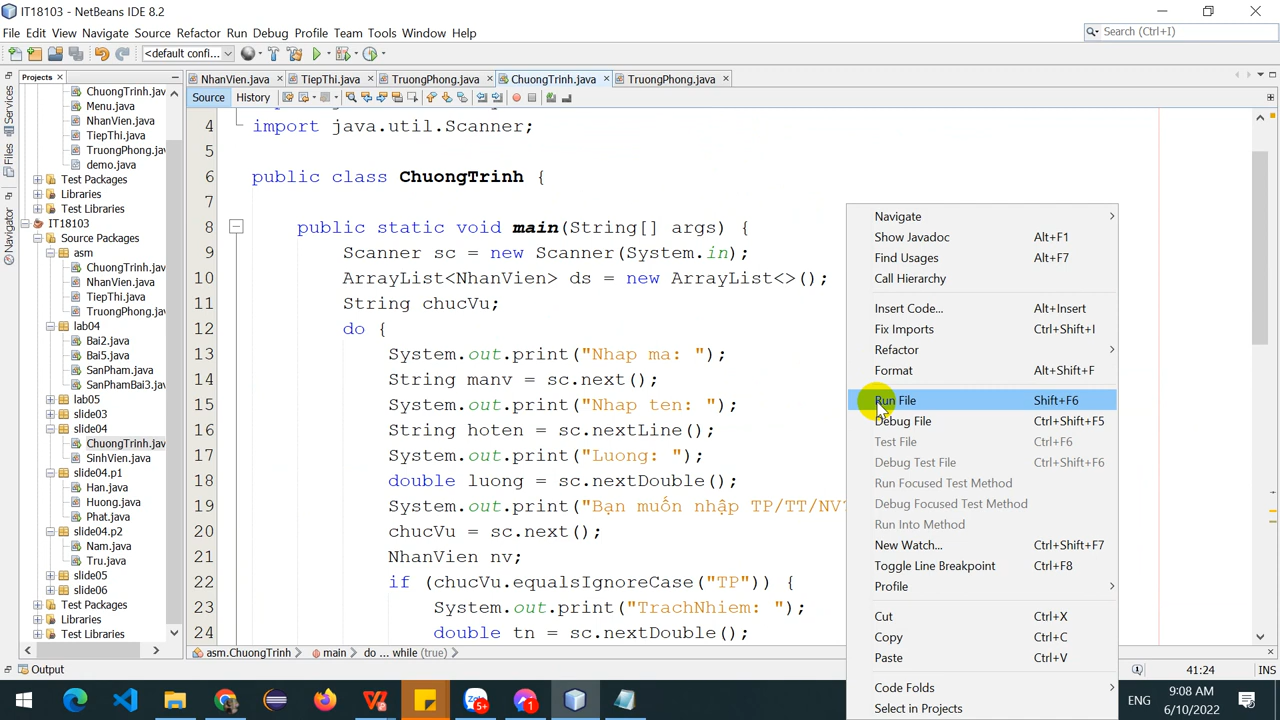 IT18103 - NetBeans IDE 8.2
File Edit View Navigate Source Refactor Run Debug Profile Team Tools Window Help
Search (Ctrl+I)
<default confi...
Projects
NhanVien.java
TiepThi.java
TruongPhong.java
ChuongTrinh.java
TruongPhong.java
Source
History
Services
Files
Navigator
ChuongTrinh.jav
Menu.java
NhanVien.java
TiepThi.java
TruongPhong.jav
demo.java
Test Packages
Libraries
Test Libraries
IT18103
Source Packages
asm
ChuongTrinh.jav
NhanVien.java
TiepThi.java
TruongPhong.jav
lab04
Bai2.java
Bai5.java
SanPham.java
SanPhamBai3.jav
lab05
slide03
slide04
ChuongTrinh.jav
SinhVien.java
slide04.p1
Han.java
Huong.java
Phat.java
slide04.p2
Nam.java
Tru.java
slide05
slide06
Test Packages
Libraries
Test Libraries
4 import java.util.Scanner;
5
6 public class ChuongTrinh {
7
8 public static void main(String[] args) {
9 Scanner sc = new Scanner(System.in);
10 ArrayList<NhanVien> ds = new ArrayList<>();
11 String chucVu;
12 do {
13 System.out.print("Nhap ma: ");
14 String manv = sc.next();
15 System.out.print("Nhap ten: ");
16 String hoten = sc.nextLine();
17 System.out.print("Luong: ");
18 double luong = sc.nextDouble();
19 System.out.print("Bạn muốn nhập TP/TT/NV?
20 chucVu = sc.next();
21 NhanVien nv;
22 if (chucVu.equalsIgnoreCase("TP")) {
23 System.out.print("TrachNhiem: ");
24 double tn = sc.nextDouble();
Navigate
Show Javadoc Alt+F1
Find Usages Alt+F7
Call Hierarchy
Insert Code... Alt+Insert
Fix Imports Ctrl+Shift+I
Refactor
Format Alt+Shift+F
Run File Shift+F6
Debug File Ctrl+Shift+F5
Test File Ctrl+F6
Debug Test File Ctrl+Shift+F6
Run Focused Test Method
Debug Focused Test Method
Run Into Method
New Watch... Ctrl+Shift+F7
Toggle Line Breakpoint Ctrl+F8
Profile
Cut Ctrl+X
Copy Ctrl+C
Paste Ctrl+V
Code Folds
Select in Projects
asm.ChuongTrinh
main
do ... while (true)
Output
41:24 INS
5+
1
ENG
9:08 AM
6/10/2022